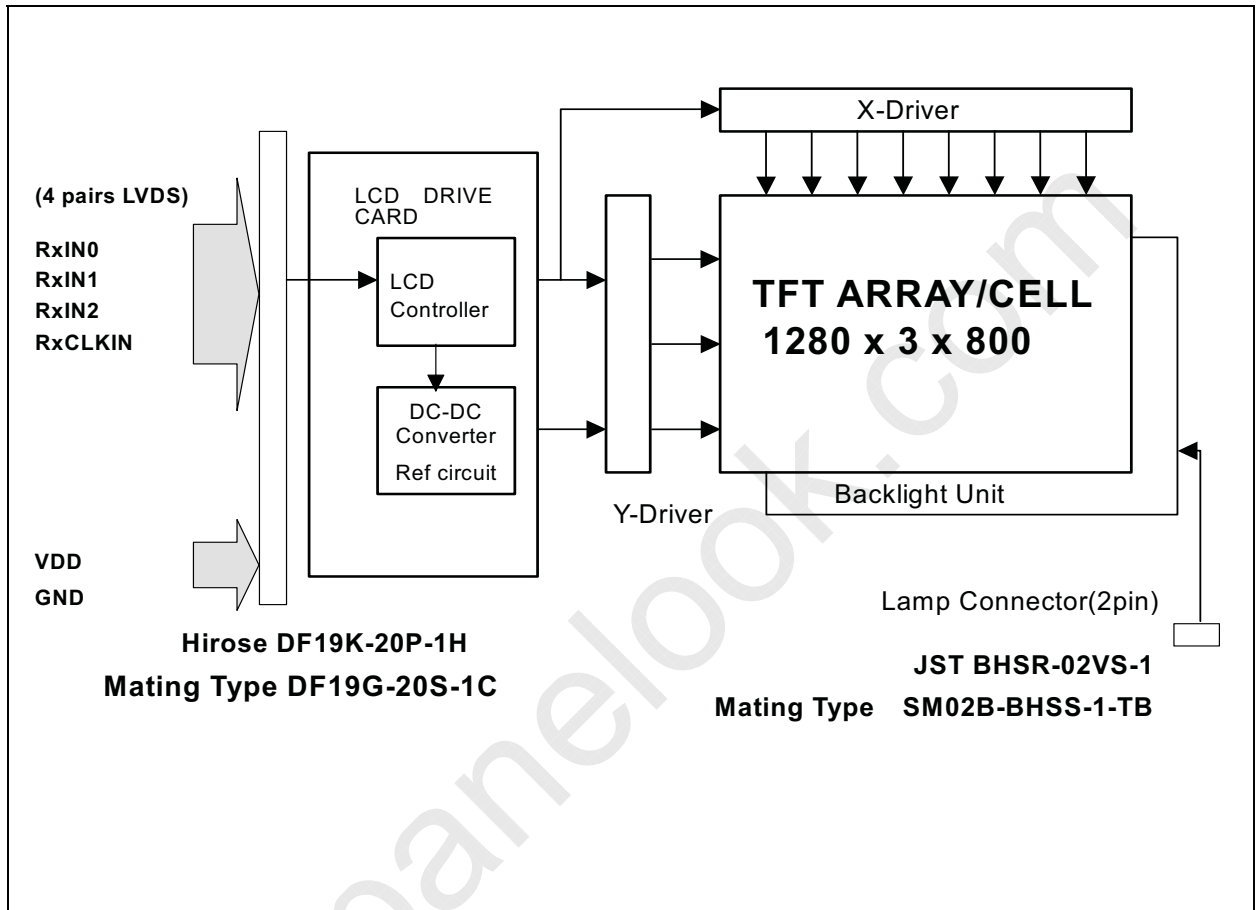 X-Driver
(4 pairs LVDS)
RxIN0
RxIN1
RxIN2
RxCLKIN
LCD DRIVE
CARD
LCD
Controller
DC-DC
Converter
Ref circuit
TFT ARRAY/CELL
1280 x 3 x 800
Y-Driver
Backlight Unit
VDD
GND
Hirose DF19K-20P-1H
Mating Type DF19G-20S-1C
Lamp Connector(2pin)
JST BHSR-02VS-1
Mating Type SM02B-BHSS-1-TB
panelook.com